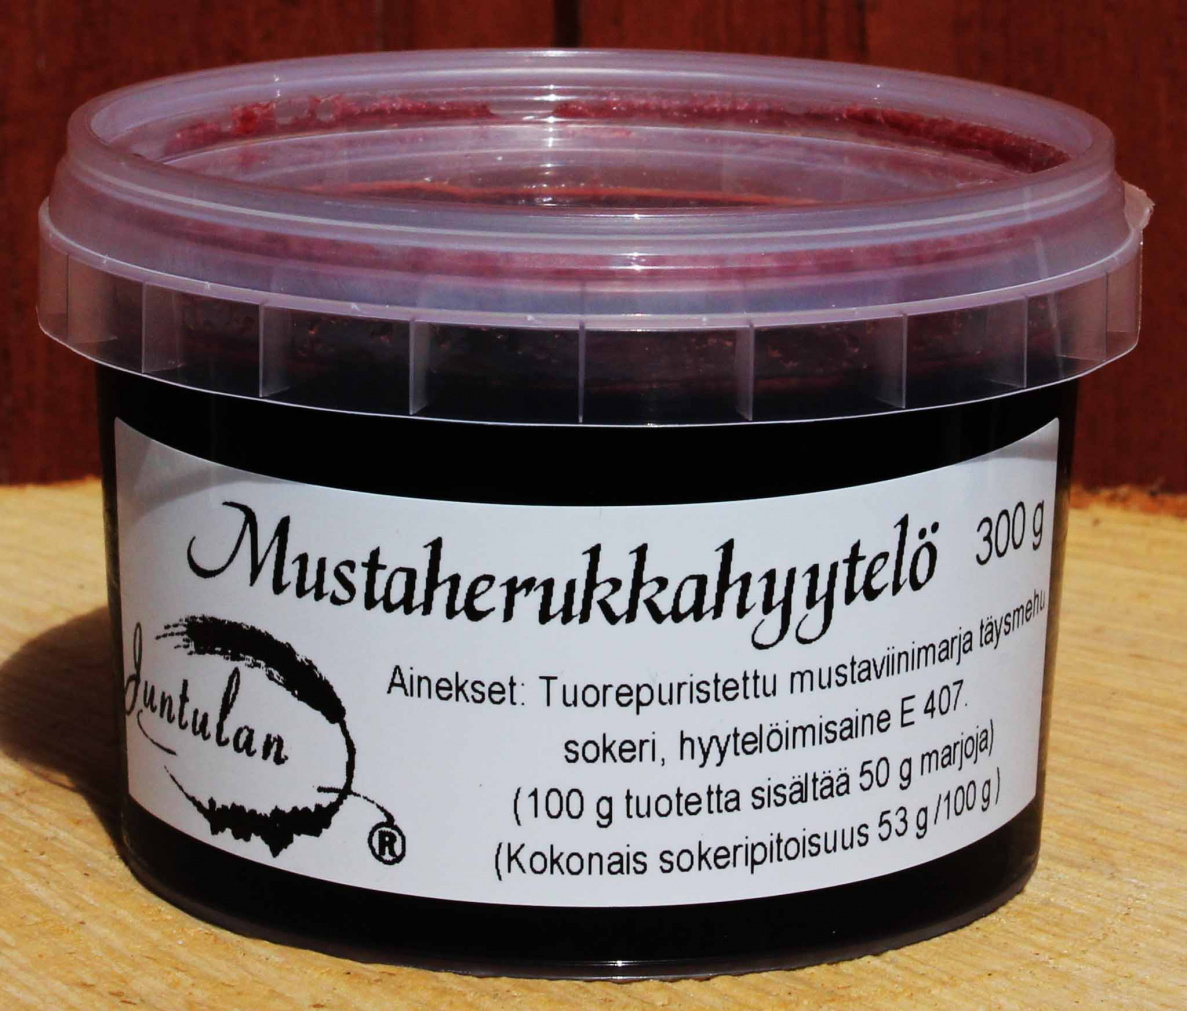 Mustaherukkahyytelö 300 g
Juntulan
®
Ainekset: Tuorepuristettu mustaviinimarja täysmehu,
sokeri, hyytelöimisaine E 407.
(100 g tuotetta sisältää 50 g marjoja)
(Kokonais sokeripitoisuus 53 g /100 g)